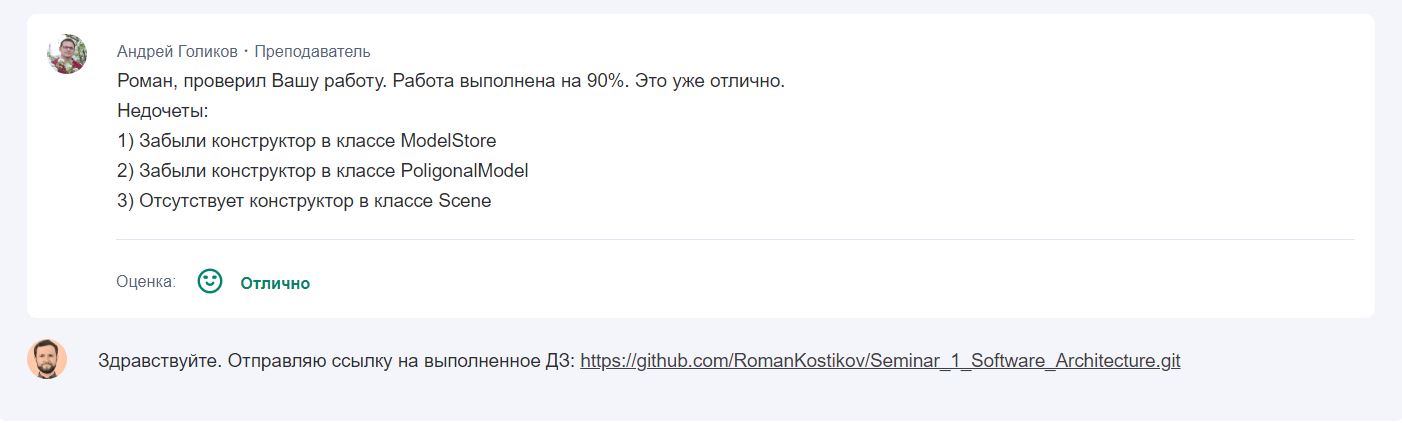 Андрей Голиков · Преподаватель
Роман, проверил Вашу работу. Работа выполнена на 90%. Это уже отлично.
Недочеты:
1) Забыли конструктор в классе ModelStore
2) Забыли конструктор в классе PoligonalModel
3) Отсутствует конструктор в классе Scene
Оценка: Отлично
Здравствуйте. Отправляю ссылку на выполненное ДЗ: https://github.com/RomanKostikov/Seminar_1_Software_Architecture.git